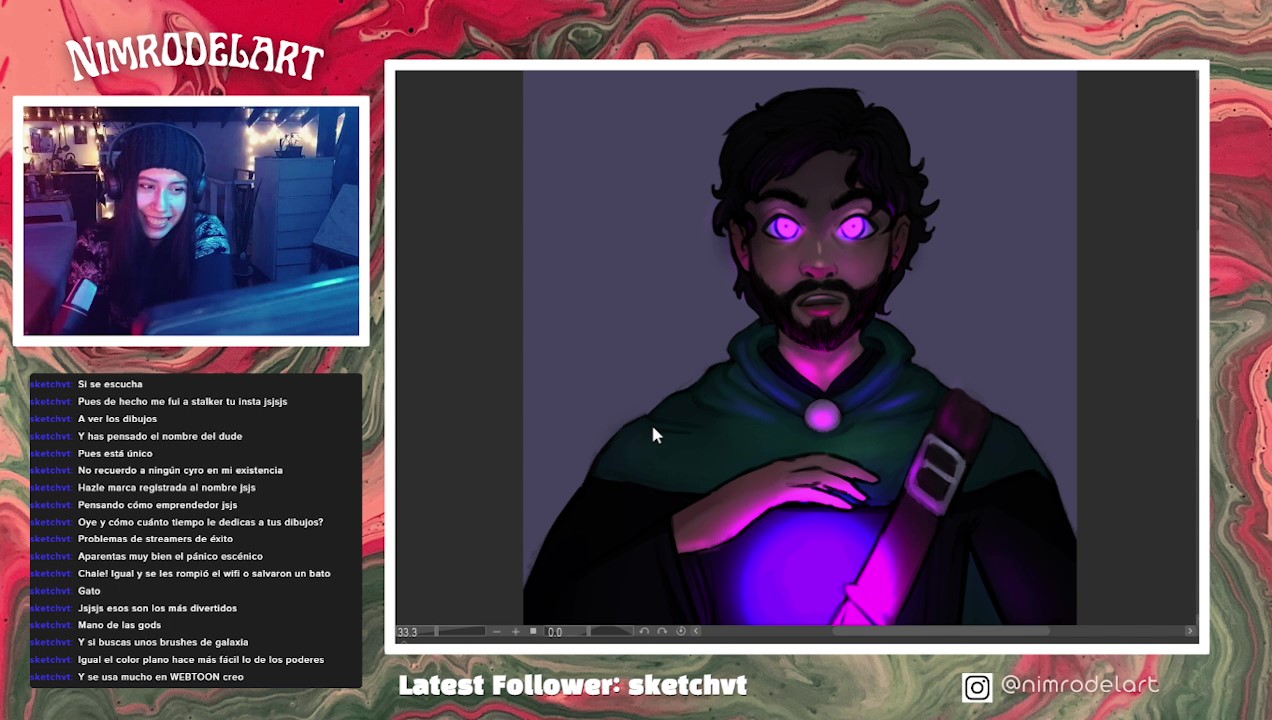 NIMRODELART
sketchvt: Si se escucha
sketchvt: Pues de hecho me fui a stalker tu insta jsjsjs
sketchvt: A ver los dibujos
sketchvt: Y has pensado el nombre del dude
sketchvt: Pues está único
sketchvt: No recuerdo a ningún cyro en mi existencia
sketchvt: Hazle marca registrada al nombre jsjs
sketchvt: Pensando cómo emprendedor jsjs
sketchvt: Oye y cómo cuánto tiempo le dedicas a tus dibujos?
sketchvt: Problemas de streamers de éxito
sketchvt: Aparentas muy bien el pánico escénico
sketchvt: Chale! Igual y se les rompió el wifi o salvaron un bato
sketchvt: Gato
sketchvt: Jsjsjs esos son los más divertidos
sketchvt: Mano de las gods
sketchvt: Y si buscas unos brushes de galaxia
sketchvt: Igual el color plano hace más fácil lo de los poderes
sketchvt: Y se usa mucho en WEBTOON creo
33.3 0.0
Latest Follower: sketchvt
@nimrodelart